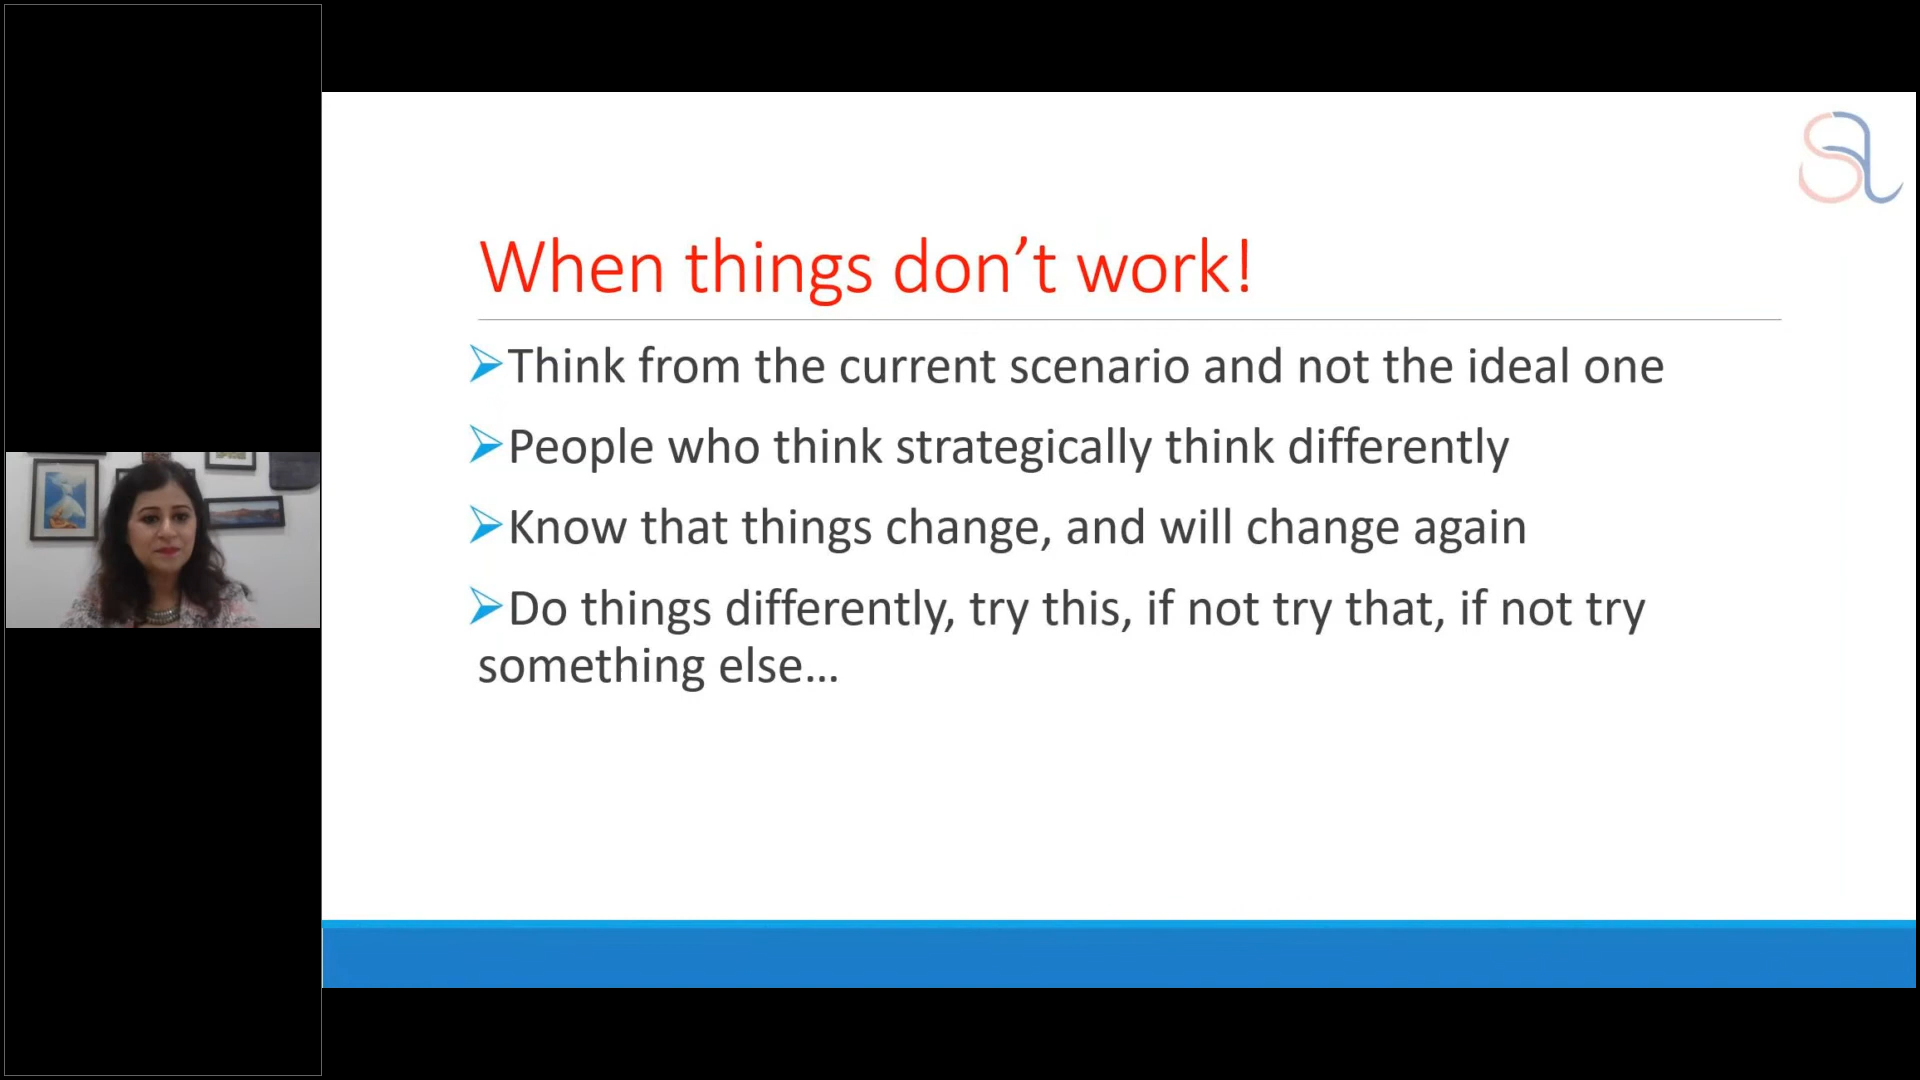 When things don’t work!
➢Think from the current scenario and not the ideal one
➢People who think strategically think differently
➢Know that things change, and will change again
➢Do things differently, try this, if not try that, if not try
something else…